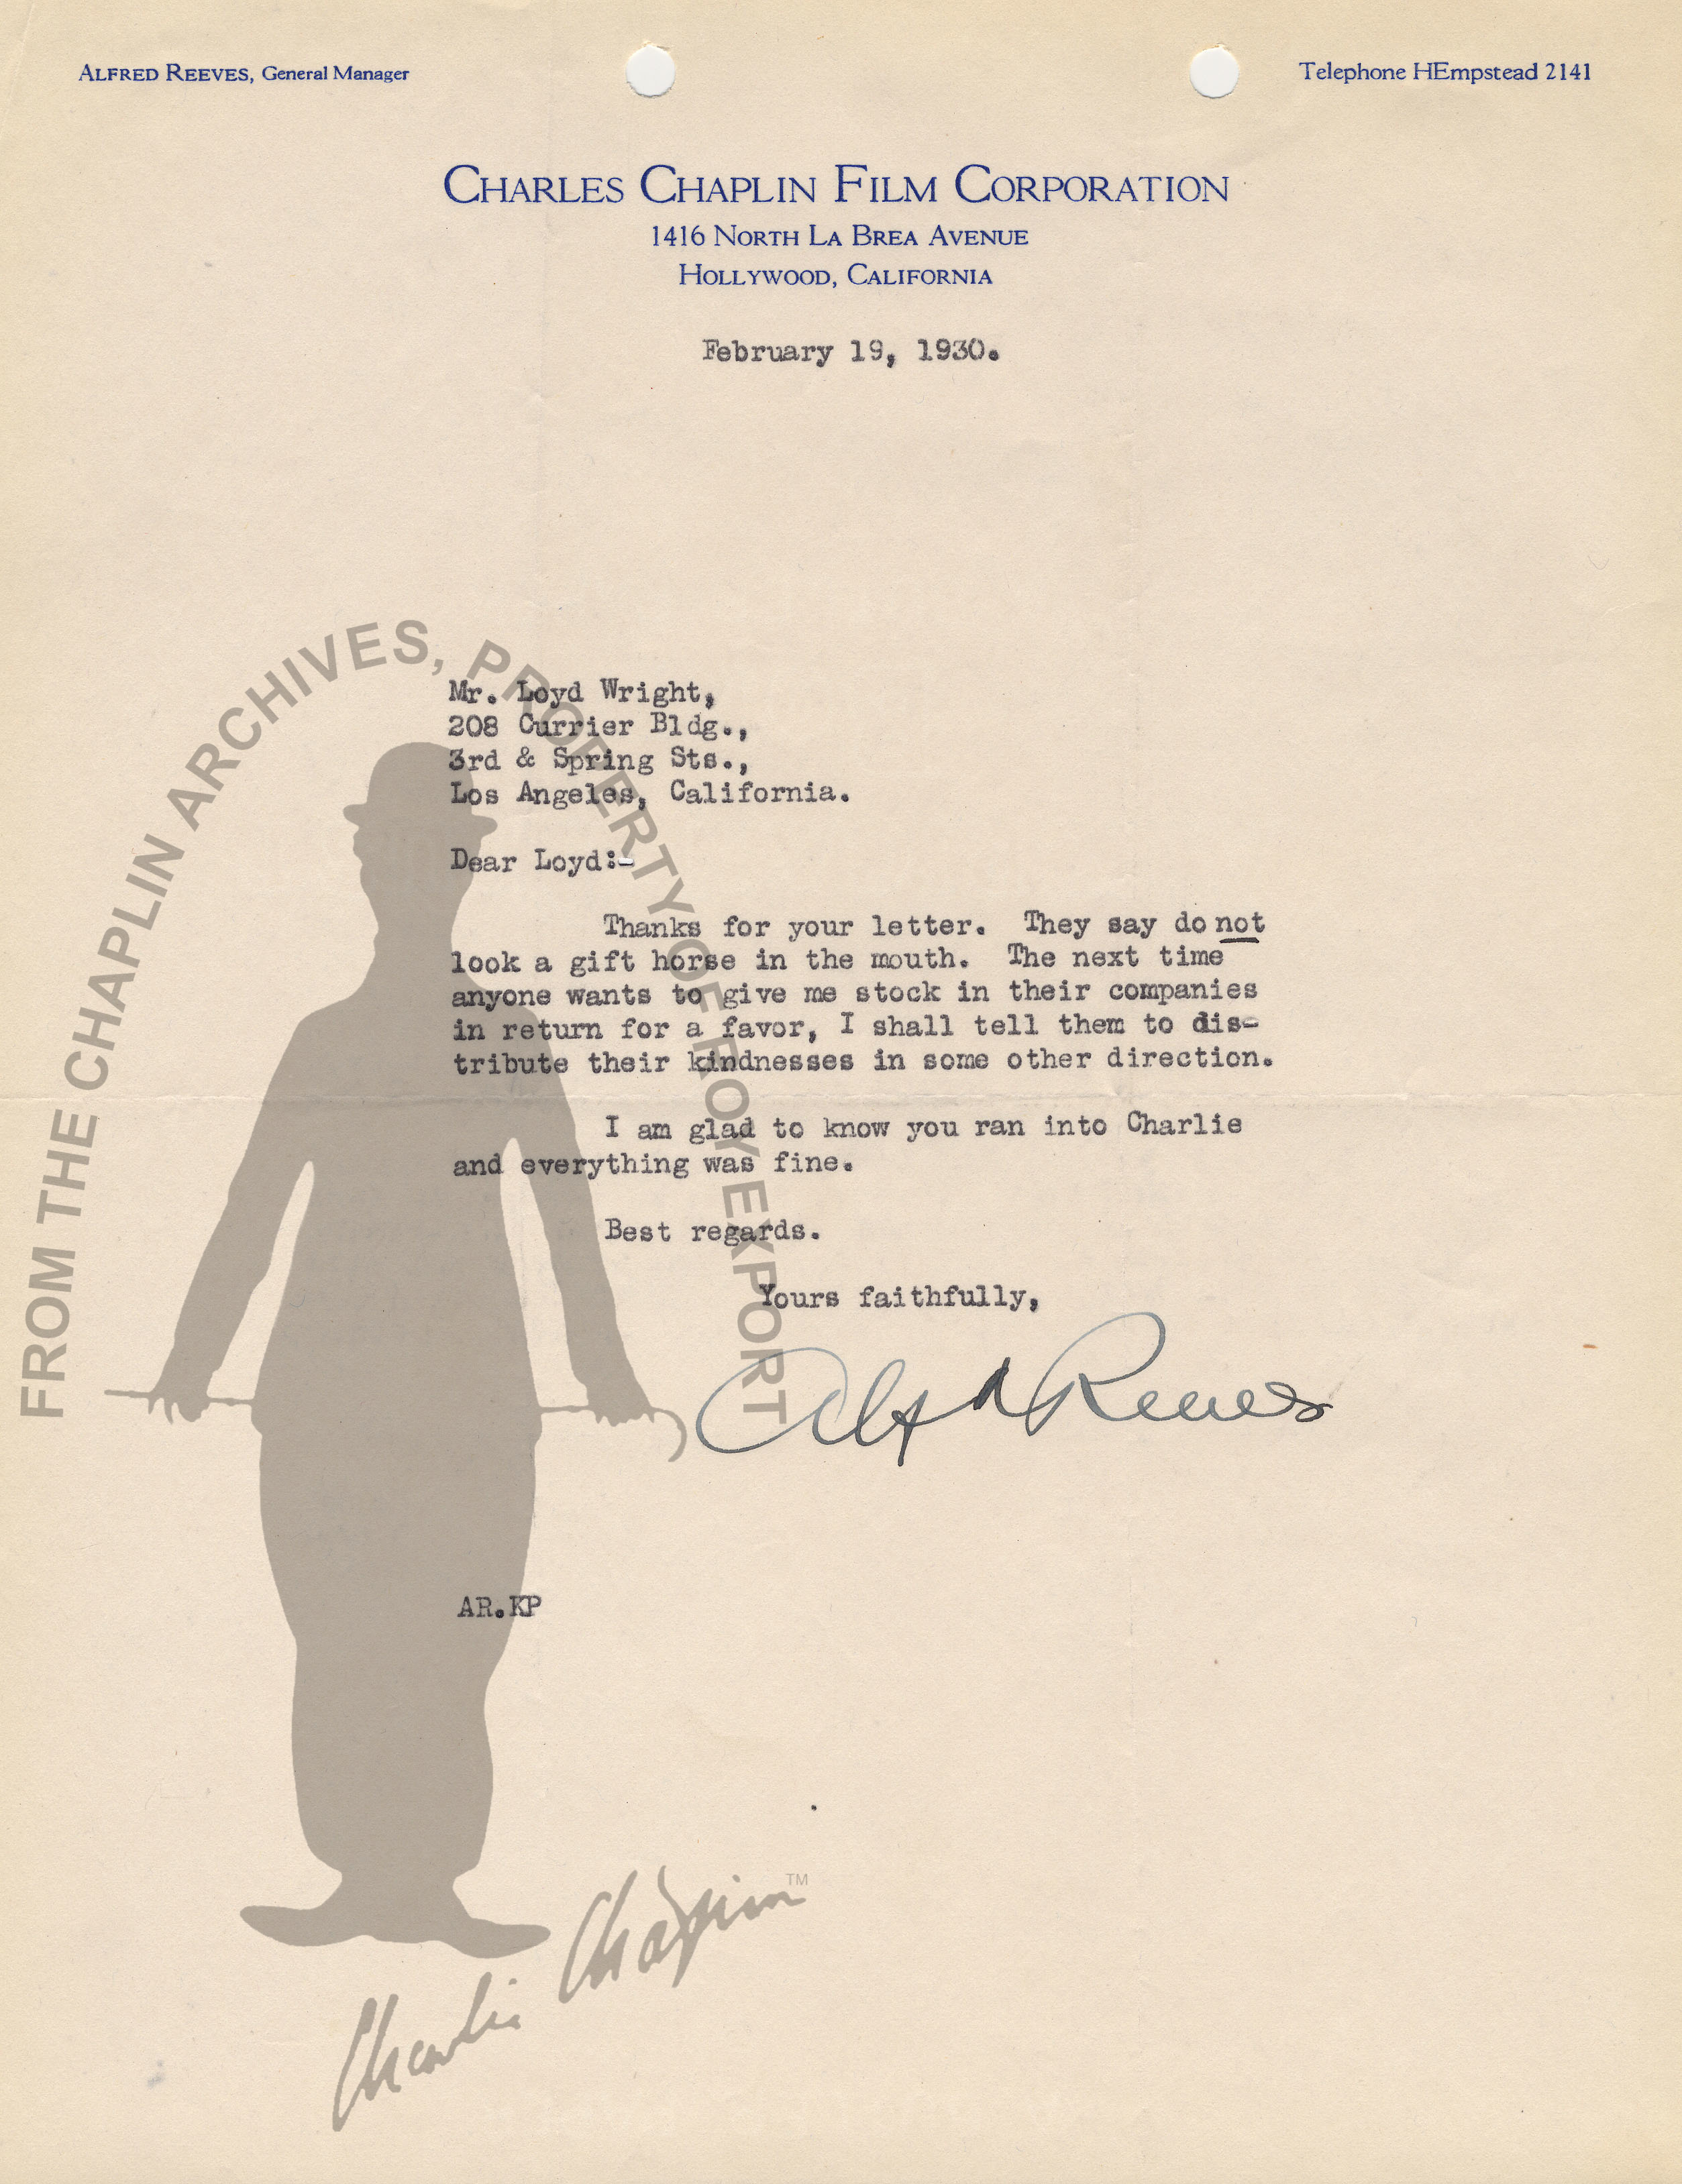 ALFRED REEVES, General Manager
Telephone HEmpstead 2141
CHARLES CHAPLIN FILM CORPORATION
1416 NORTH LA BREA AVENUE
HOLLYWOOD, CALIFORNIA
February 19, 1930.
Mr. Loyd Wright,
208 Currier Bldg.,
3rd & Spring Sts.,
Los Angeles, California.
Dear Loyd:-
Thanks for your letter. They say do not
look a gift horse in the mouth. The next time
anyone wants to give me stock in their companies
in return for a favor, I shall tell them to dis-
tribute their kindnesses in some other direction.
I am glad to know you ran into Charlie
and everything was fine.
Best regards.
Yours faithfully,
Alf Reeves
AR.KP
FROM THE CHAPLIN ARCHIVES, PROPERTY OF ROY EXPORT
Charlie Chaplin TM